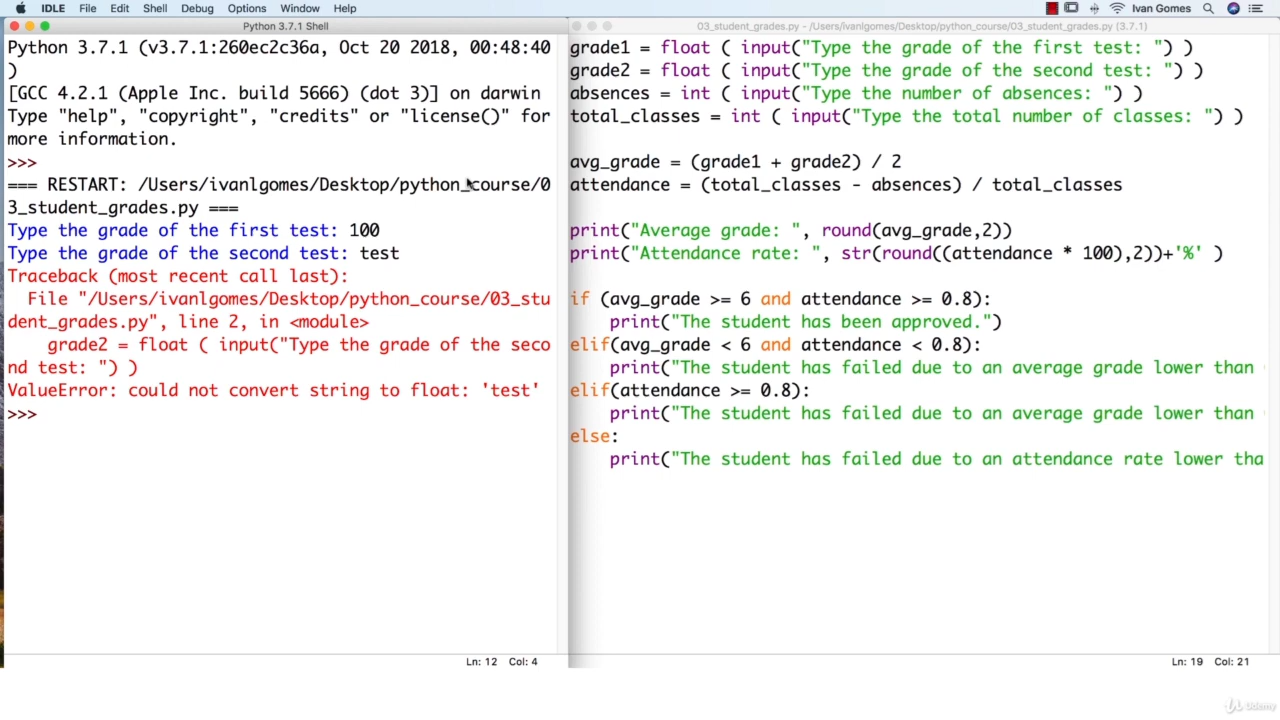 IDLE File Edit Shell Debug Options Window Help Ivan Gomes
Python 3.7.1 Shell
Python 3.7.1 (v3.7.1:260ec2c36a, Oct 20 2018, 00:48:40
)
[GCC 4.2.1 (Apple Inc. build 5666) (dot 3)] on darwin
Type "help", "copyright", "credits" or "license()" for
more information.
>>>
=== RESTART: /Users/ivanlgomes/Desktop/python_course/0
3_student_grades.py ===
Type the grade of the first test: 100
Type the grade of the second test: test
Traceback (most recent call last):
  File "/Users/ivanlgomes/Desktop/python_course/03_stu
dent_grades.py", line 2, in <module>
    grade2 = float ( input("Type the grade of the seco
nd test: ") )
ValueError: could not convert string to float: 'test'
>>>
Ln: 12 Col: 4
03_student_grades.py - /Users/ivanlgomes/Desktop/python_course/03_student_grades.py (3.7.1)
grade1 = float ( input("Type the grade of the first test: ") )
grade2 = float ( input("Type the grade of the second test: ") )
absences = int ( input("Type the number of absences: ") )
total_classes = int ( input("Type the total number of classes: ") )
avg_grade = (grade1 + grade2) / 2
attendance = (total_classes - absences) / total_classes
print("Average grade: ", round(avg_grade,2))
print("Attendance rate: ", str(round((attendance * 100),2))+'%' )
if (avg_grade >= 6 and attendance >= 0.8):
    print("The student has been approved.")
elif(avg_grade < 6 and attendance < 0.8):
    print("The student has failed due to an average grade lower than
elif(attendance >= 0.8):
    print("The student has failed due to an average grade lower than
else:
    print("The student has failed due to an attendance rate lower tha
Ln: 19 Col: 21
Udemy